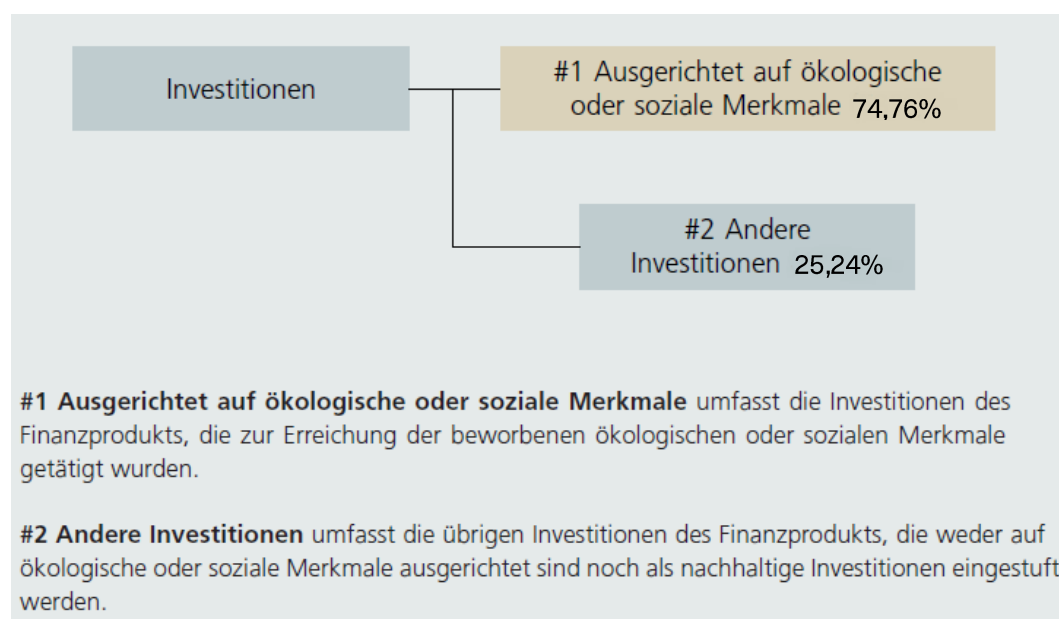 Investitionen
#1 Ausgerichtet auf ökologische
oder soziale Merkmale 74,76%
#2 Andere
Investitionen 25,24%
#1 Ausgerichtet auf ökologische oder soziale Merkmale umfasst die Investitionen des
Finanzprodukts, die zur Erreichung der beworbenen ökologischen oder sozialen Merkmale
getätigt wurden.
#2 Andere Investitionen umfasst die übrigen Investitionen des Finanzprodukts, die weder auf
ökologische oder soziale Merkmale ausgerichtet sind noch als nachhaltige Investitionen eingestuft
werden.